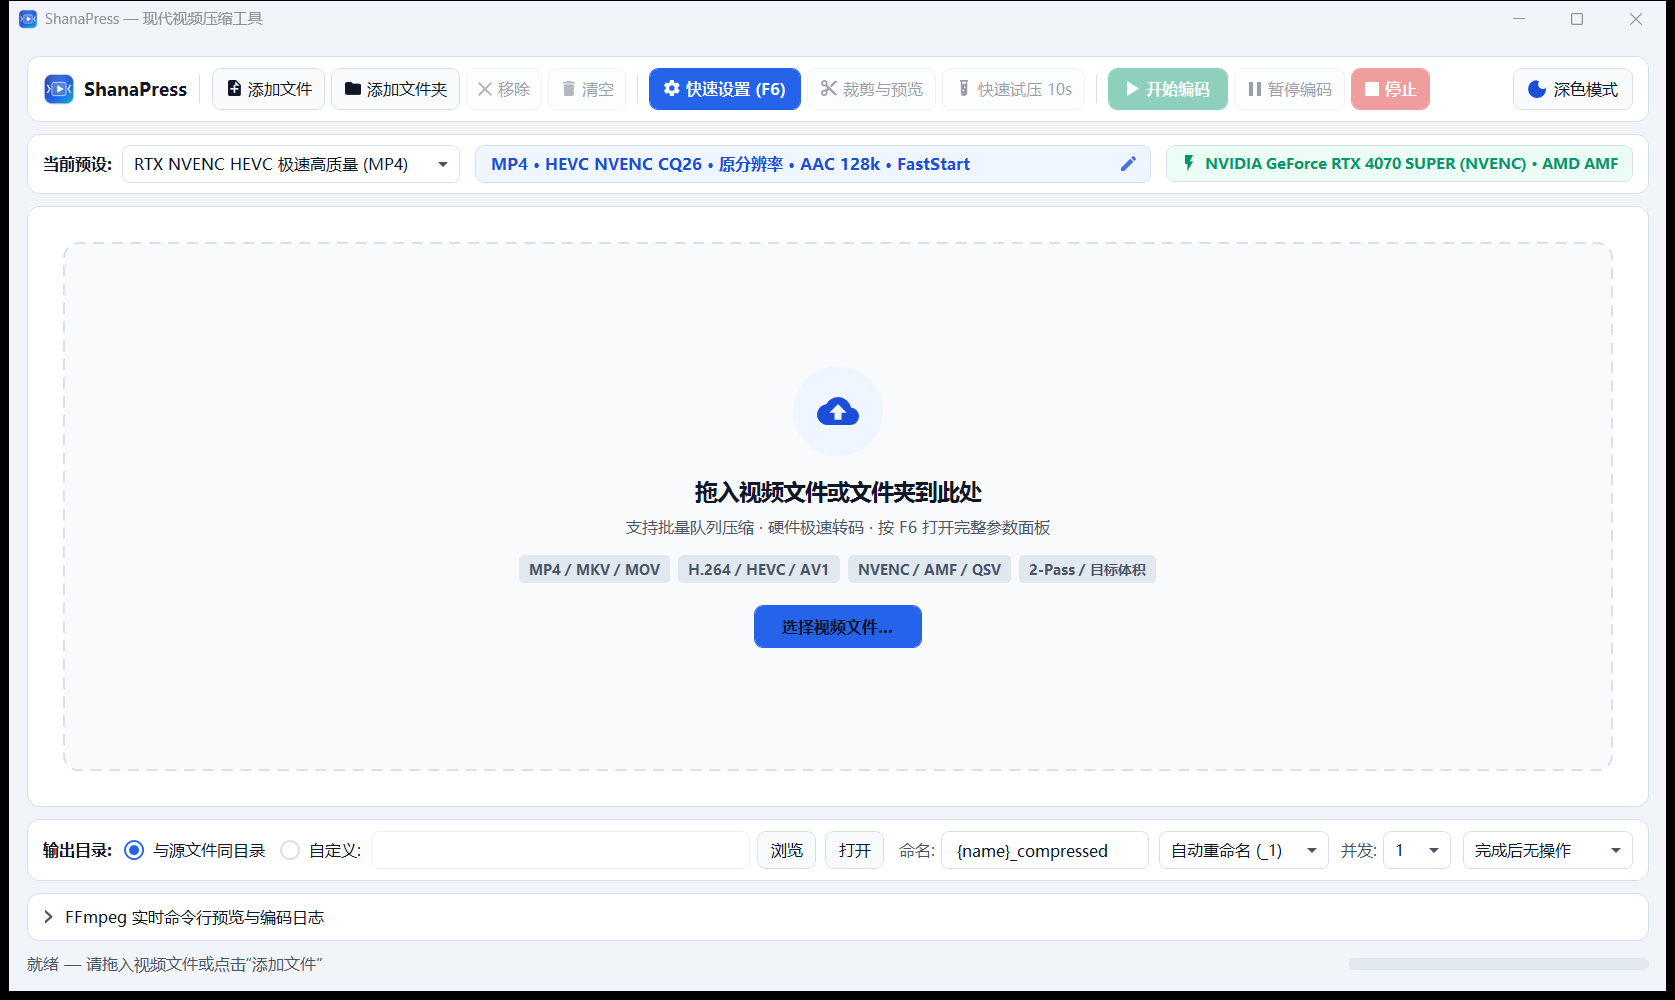 ShanaPress — 现代视频压缩工具
ShanaPress 添加文件 添加文件夹 移除 清空 快速设置 (F6) 裁剪与预览 快速试压 10s 开始编码 暂停编码 停止 深色模式
当前预设: RTX NVENC HEVC 极速高质量 (MP4) MP4 • HEVC NVENC CQ26 • 原分辨率 • AAC 128k • FastStart NVIDIA GeForce RTX 4070 SUPER (NVENC) • AMD AMF
拖入视频文件或文件夹到此处
支持批量队列压缩 · 硬件极速转码 · 按 F6 打开完整参数面板
MP4 / MKV / MOV H.264 / HEVC / AV1 NVENC / AMF / QSV 2-Pass / 目标体积
选择视频文件...
输出目录: 与源文件同目录 自定义: 浏览 打开 命名: {name}_compressed 自动重命名 (_1) 并发: 1 完成后无操作
FFmpeg 实时命令行预览与编码日志
就绪 — 请拖入视频文件或点击“添加文件”